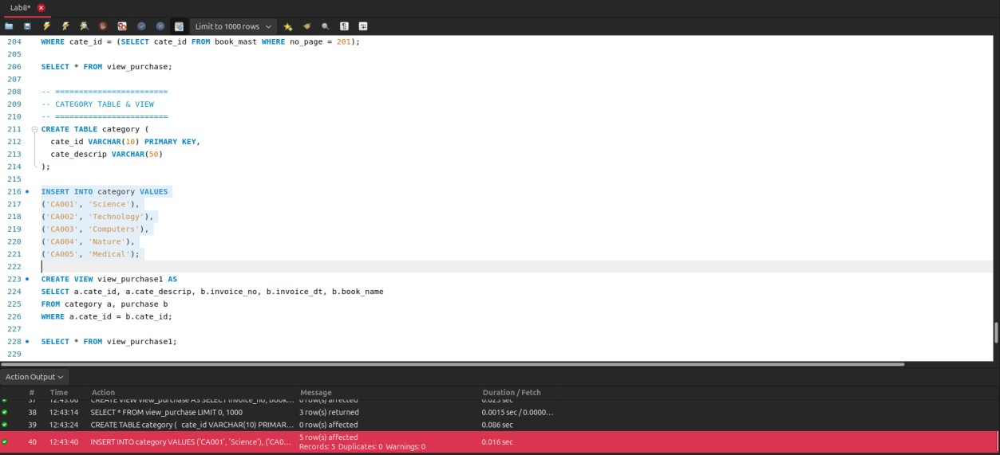 Lab8*
Limit to 1000 rows
204 WHERE cate_id = (SELECT cate_id FROM book_mast WHERE no_page = 201);
205
206 SELECT * FROM view_purchase;
207
208 -- ========================
209 -- CATEGORY TABLE & VIEW
210 -- ========================
211 CREATE TABLE category (
212 cate_id VARCHAR(10) PRIMARY KEY,
213 cate_descrip VARCHAR(50)
214 );
215
216 INSERT INTO category VALUES
217 ('CA001', 'Science'),
218 ('CA002', 'Technology'),
219 ('CA003', 'Computers'),
220 ('CA004', 'Nature'),
221 ('CA005', 'Medical');
222
223 CREATE VIEW view_purchase1 AS
224 SELECT a.cate_id, a.cate_descrip, b.invoice_no, b.invoice_dt, b.book_name
225 FROM category a, purchase b
226 WHERE a.cate_id = b.cate_id;
227
228 SELECT * FROM view_purchase1;
229
Action Output
# Time Action Message Duration / Fetch
37 12:43:06 CREATE VIEW view_purchase AS SELECT invoice_no, book... 0 row(s) affected 0.023 sec
38 12:43:14 SELECT * FROM view_purchase LIMIT 0, 1000 3 row(s) returned 0.0015 sec / 0.0000...
39 12:43:24 CREATE TABLE category ( cate_id VARCHAR(10) PRIMAR... 0 row(s) affected 0.086 sec
40 12:43:40 INSERT INTO category VALUES ('CA001', 'Science'), ('CA0... 5 row(s) affected 0.016 sec
Records: 5 Duplicates: 0 Warnings: 0